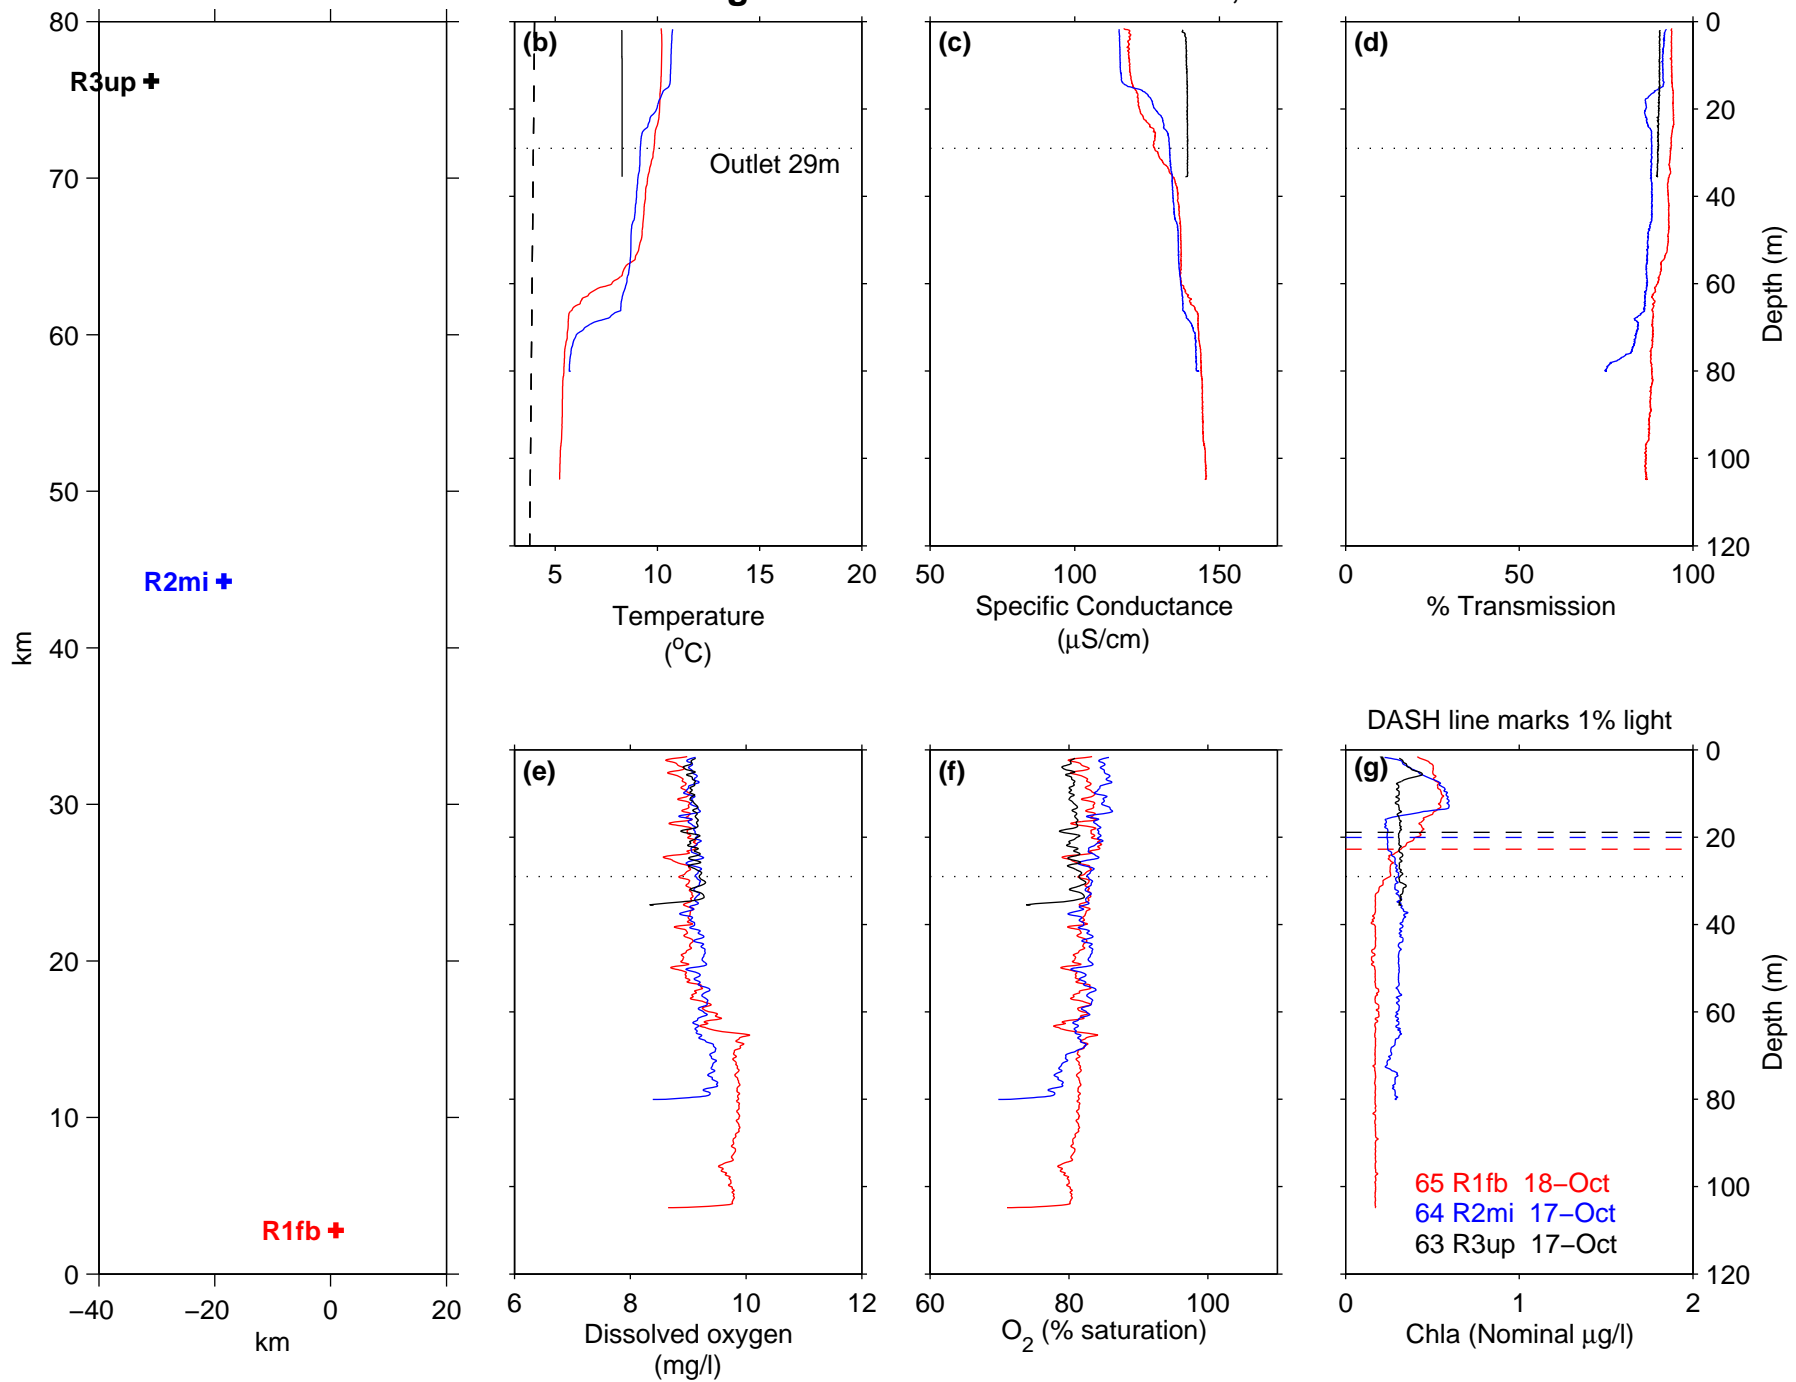 80
70
60
50
40
30
20
10
0
km
−40
−20
0
20
km
R3up
R2mi
R1fb
(b)
Outlet 29m
5
10
15
20
Temperature
(°C)
(c)
50
100
150
Specific Conductance
(μS/cm)
(d)
0
50
100
% Transmission
0
20
40
60
80
100
120
Depth (m)
(e)
6
8
10
12
Dissolved oxygen
(mg/l)
(f)
60
80
100
O2 (% saturation)
DASH line marks 1% light
(g)
65 R1fb 18−Oct
64 R2mi 17−Oct
63 R3up 17−Oct
0
1
2
Chla (Nominal μg/l)
0
20
40
60
80
100
120
Depth (m)